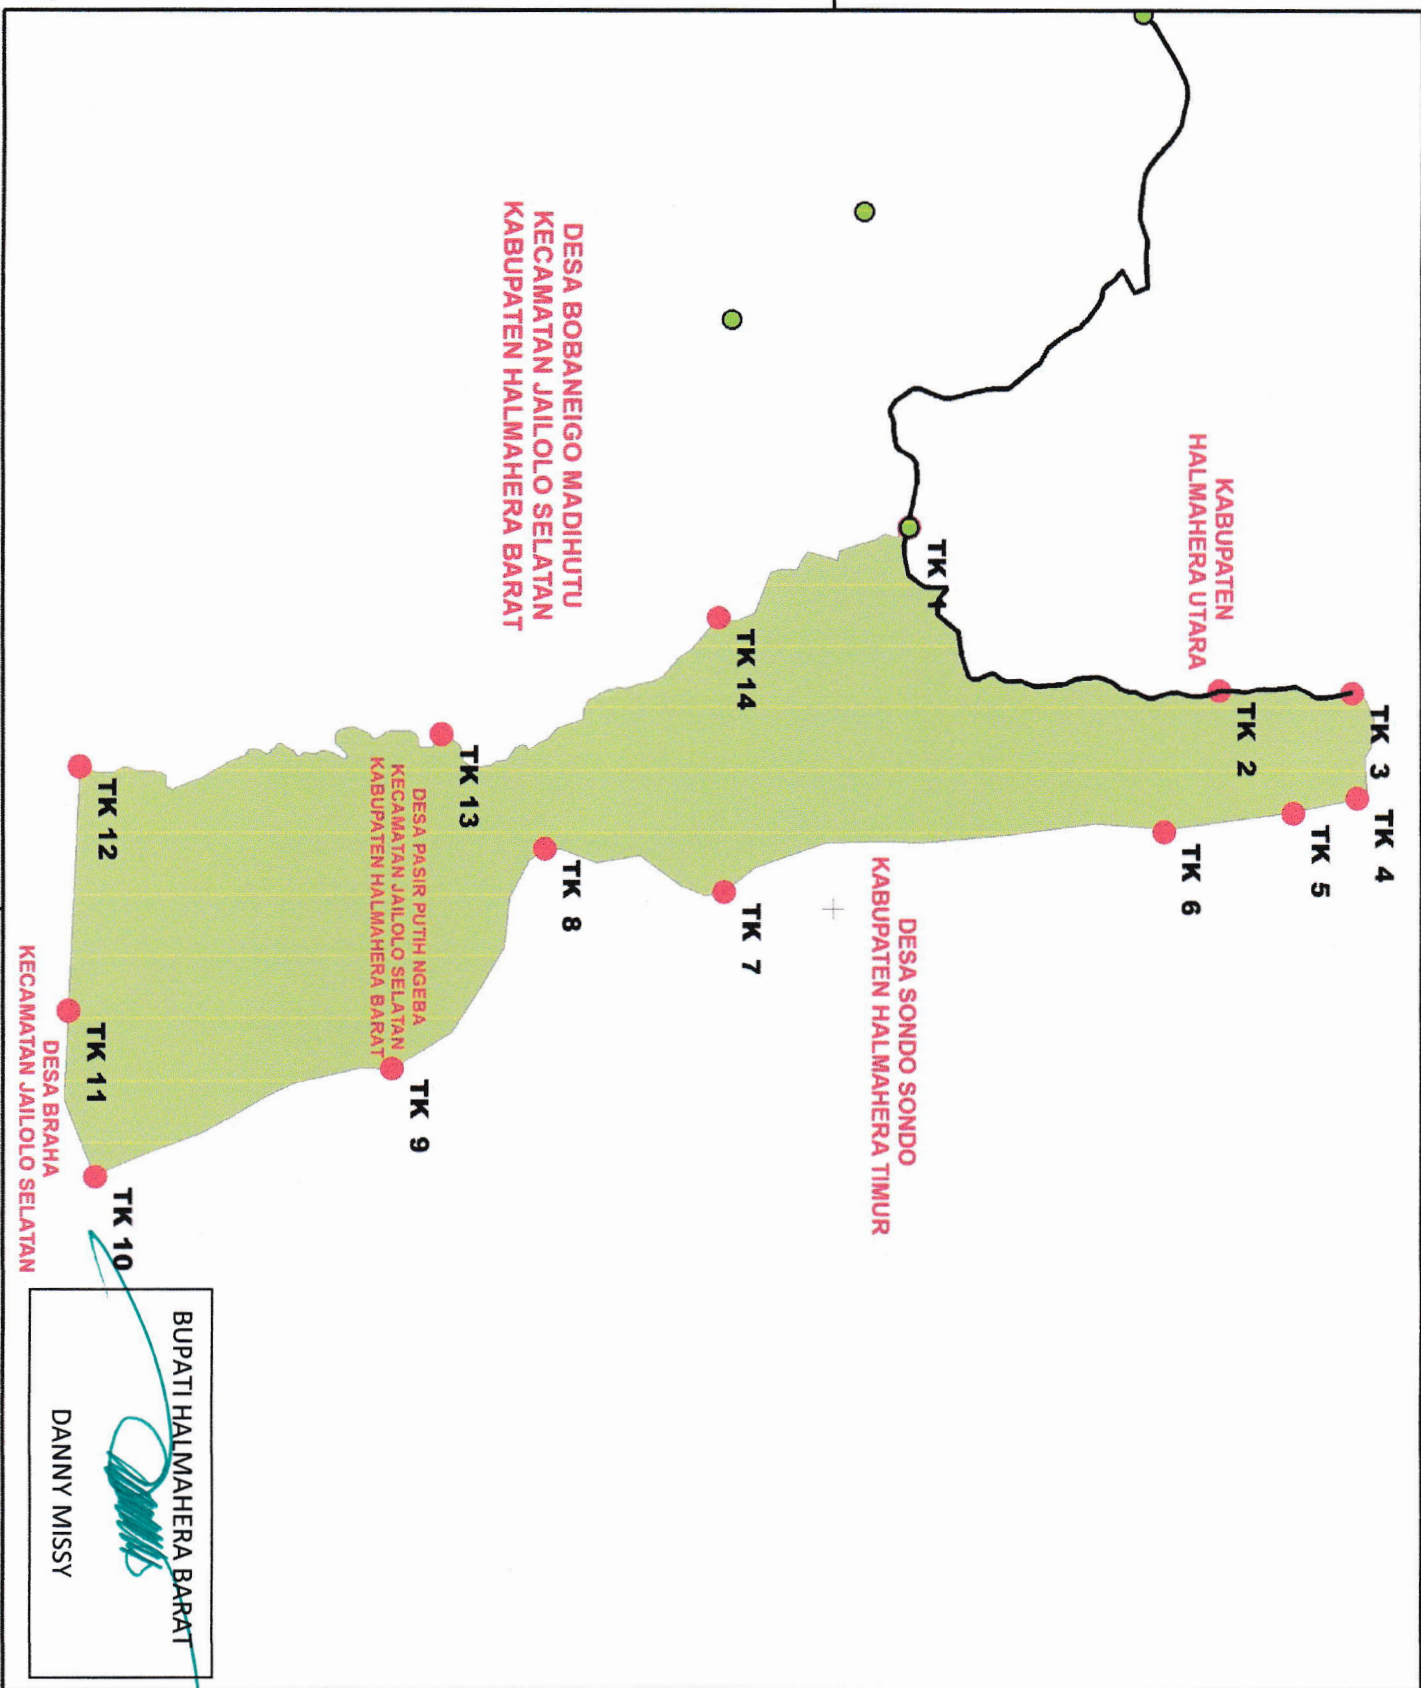 KABUPATEN
HALMAHERA UTARA
TK 3
TK 4
TK 2
TK 5
TK 6
TK 1
DESA SONDO SONDO
KABUPATEN HALMAHERA TIMUR
TK 14
TK 7
DESA BOBANEIGO MADIHUTU
KECAMATAN JAILOLO SELATAN
KABUPATEN HALMAHERA BARAT
TK 8
TK 13
DESA PASIR PUTIH NGEBA
KECAMATAN JAILOLO SELATAN
KABUPATEN HALMAHERA BARAT
TK 9
TK 12
TK 11
TK 10
DESA BRAHA
KECAMATAN JAILOLO SELATAN
BUPATI HALMAHERA BARAT
DANNY MISSY